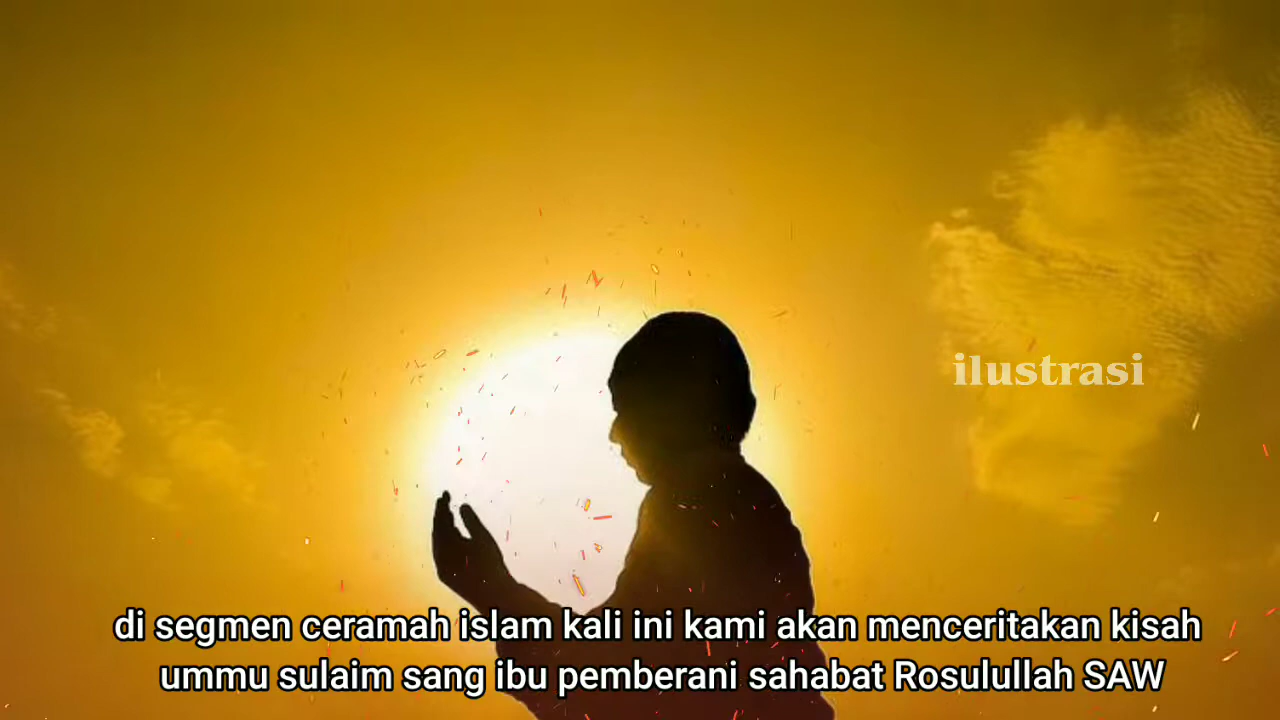 ilustrasi
di segmen ceramah islam kali ini kami akan menceritakan kisah
ummu sulaim sang ibu pemberani sahabat Rosulullah SAW